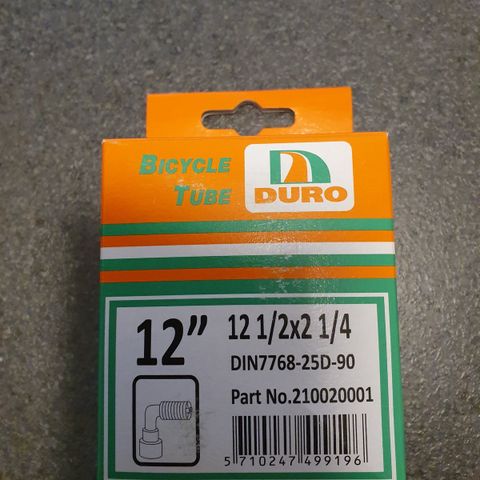 BICYCLE
TUBE
DURO
12”
12 1/2x2 1/4
DIN7768-25D-90
Part No.210020001
5 710247 499196